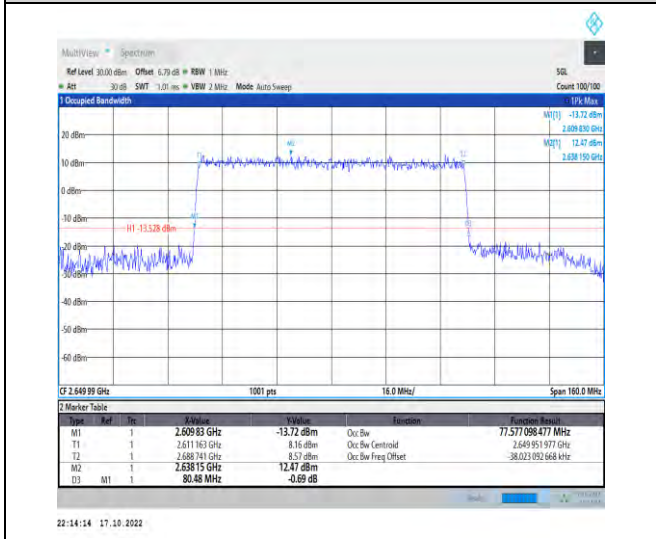 MultiView Spectrum
Ref Level 30.00 dBm Offset 6.79 dB RBW 1 MHz SGL
Att 30 dB SWT 1.01 ms VBW 2 MHz Mode Auto Sweep Count 100/100
1 Occupied Bandwidth 1Pk Max
M1[1] -13.72 dBm
2.609 830 GHz
M2[1] 12.47 dBm
2.638 150 GHz
20 dBm
M2
T1
T2
10 dBm
0 dBm
-10 dBm
M1
D3
H1 -13.528 dBm
-20 dBm
-30 dBm
-40 dBm
-50 dBm
-60 dBm
CF 2.649 99 GHz 1001 pts 16.0 MHz/ Span 160.0 MHz
2 Marker Table
Type Ref Trc X-Value Y-Value Function Function Result
M1 1 2.609 83 GHz -13.72 dBm Occ Bw 77.577 098 477 MHz
T1 1 2.611 163 GHz 8.16 dBm Occ Bw Centroid 2.649 951 977 GHz
T2 1 2.688 741 GHz 8.57 dBm Occ Bw Freq Offset -38.023 092 668 kHz
M2 1 2.638 15 GHz 12.47 dBm
D3 M1 1 80.48 MHz -0.69 dB
22:14:14 17.10.2022